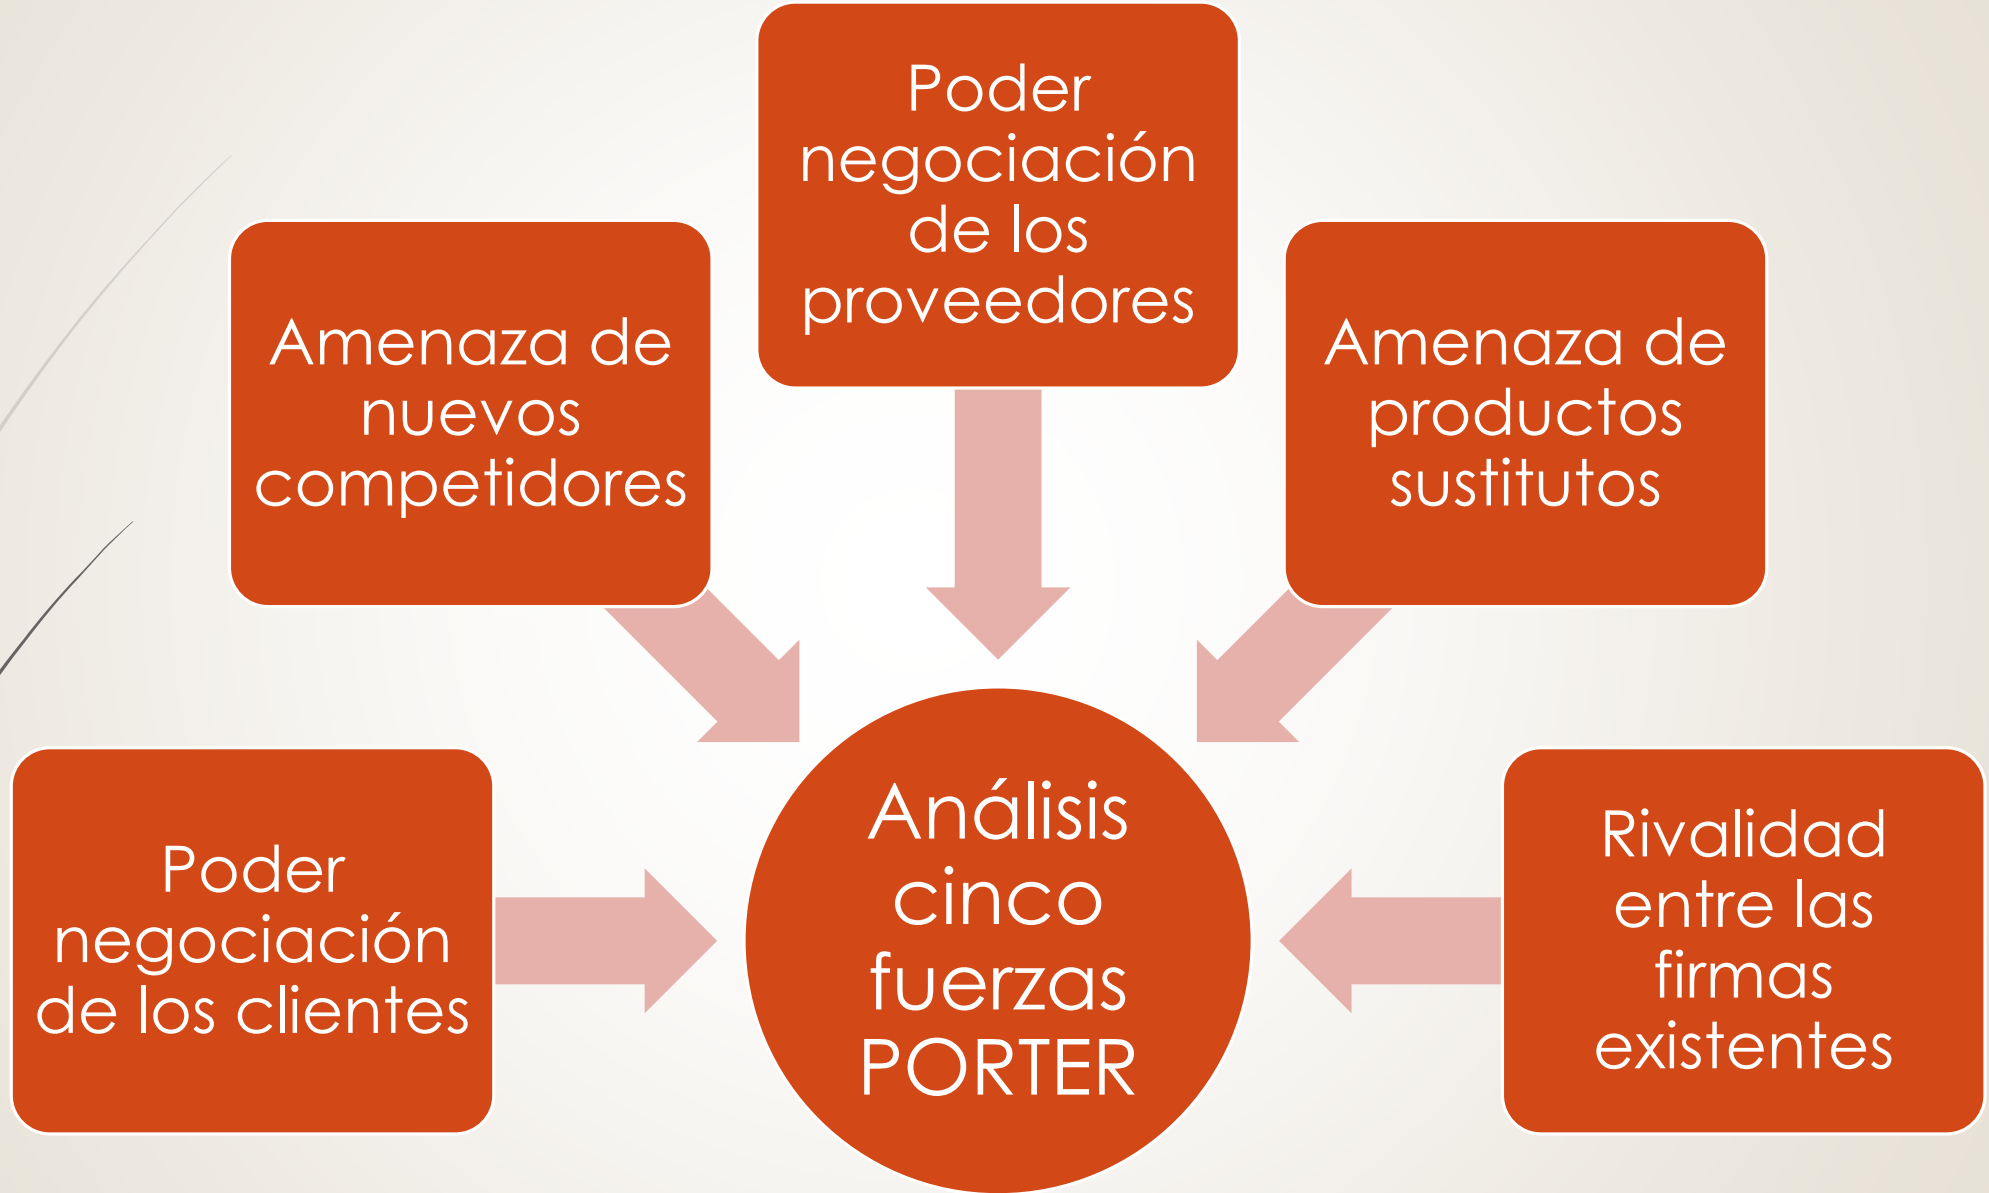 Poder
negociación
de los
proveedores
Amenaza de
nuevos
competidores
Amenaza de
productos
sustitutos
Poder
negociación
de los clientes
Análisis
cinco
fuerzas
PORTER
Rivalidad
entre las
firmas
existentes